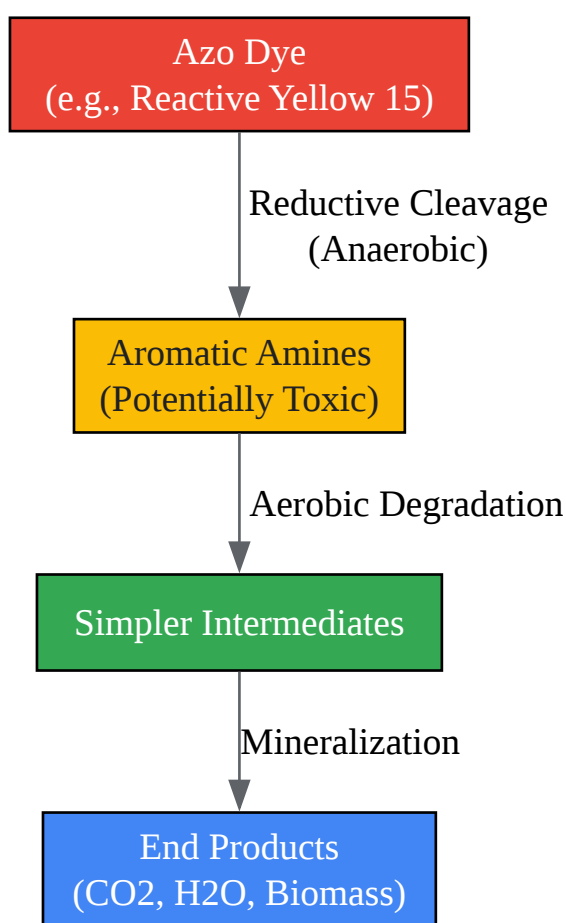 Azo Dye
(e.g., Reactive Yellow 15)
Reductive Cleavage
(Anaerobic)
Aromatic Amines
(Potentially Toxic)
Aerobic Degradation
Simpler Intermediates
Mineralization
End Products
(CO2, H2O, Biomass)